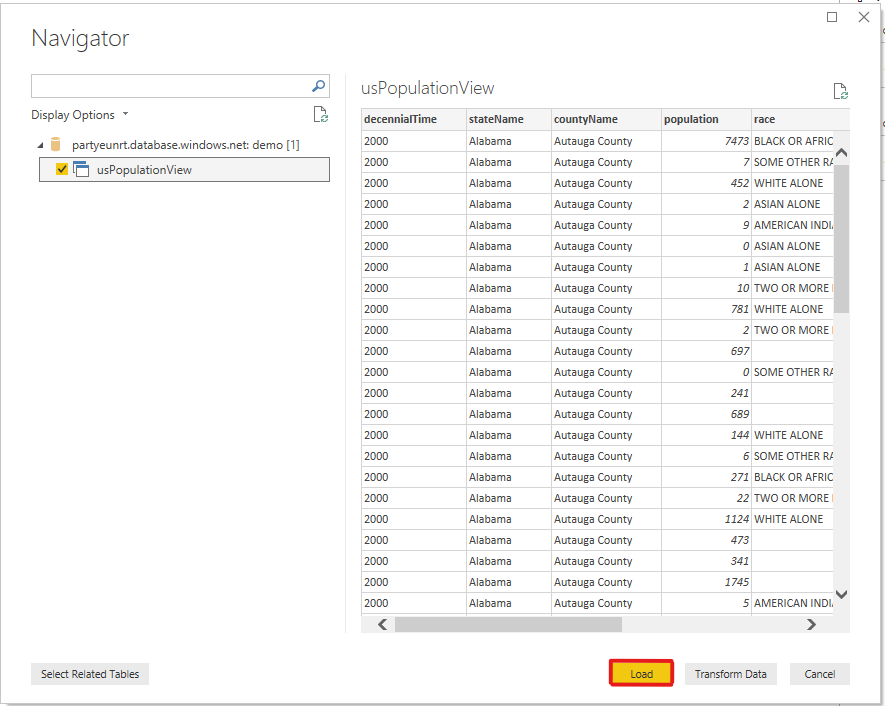 Navigator
Display Options
partyeunrt.database.windows.net: demo [1]
usPopulationView
usPopulationView
decennialTime stateName countyName population race
2000 Alabama Autauga County 7473 BLACK OR AFRIC
2000 Alabama Autauga County 7 SOME OTHER RA
2000 Alabama Autauga County 452 WHITE ALONE
2000 Alabama Autauga County 2 ASIAN ALONE
2000 Alabama Autauga County 9 AMERICAN INDI
2000 Alabama Autauga County 0 ASIAN ALONE
2000 Alabama Autauga County 1 ASIAN ALONE
2000 Alabama Autauga County 10 TWO OR MORE
2000 Alabama Autauga County 781 WHITE ALONE
2000 Alabama Autauga County 2 TWO OR MORE
2000 Alabama Autauga County 697
2000 Alabama Autauga County 0 SOME OTHER RA
2000 Alabama Autauga County 241
2000 Alabama Autauga County 689
2000 Alabama Autauga County 144 WHITE ALONE
2000 Alabama Autauga County 6 SOME OTHER RA
2000 Alabama Autauga County 271 BLACK OR AFRIC
2000 Alabama Autauga County 22 TWO OR MORE
2000 Alabama Autauga County 1124 WHITE ALONE
2000 Alabama Autauga County 473
2000 Alabama Autauga County 341
2000 Alabama Autauga County 1745
2000 Alabama Autauga County 5 AMERICAN INDI
Select Related Tables
Load
Transform Data
Cancel